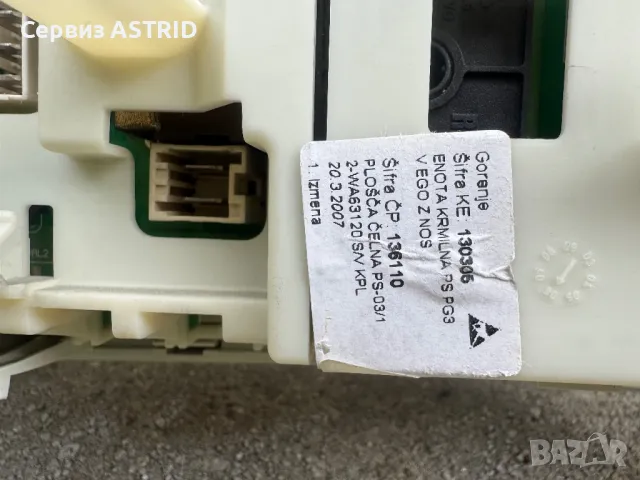 Сервиз ASTRID
Gorenje
Šifra KE: 130306
ENOTA KRMILNA PS PG3
V EGO Z NOS
Šifra ČP: 136110
PLOŠČA ČELNA PS-03/1
2-WA63120 S/V KPL
20.3.2007
1. Izmena
BAZAR